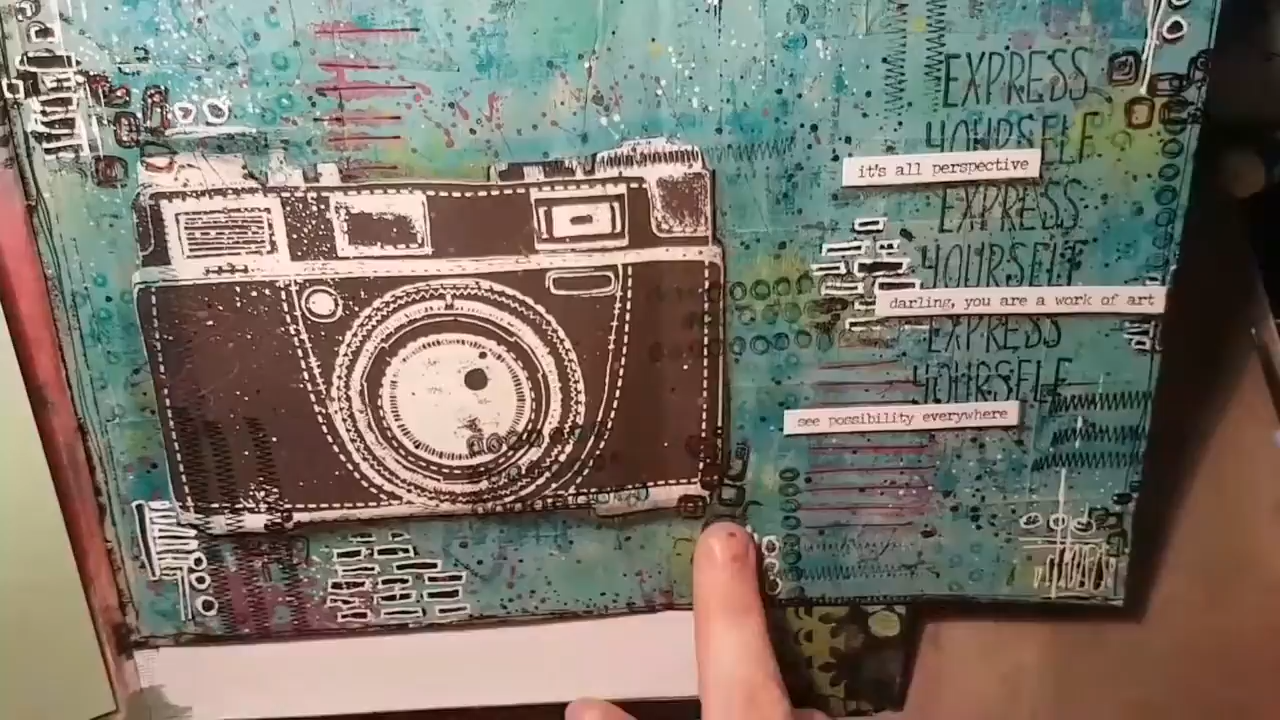 EXPRESS
YOURSELF
it's all perspective
EXPRESS
YOURSELF
darling, you are a work of art
EXPRESS
YOURSELF
see possibility everywhere